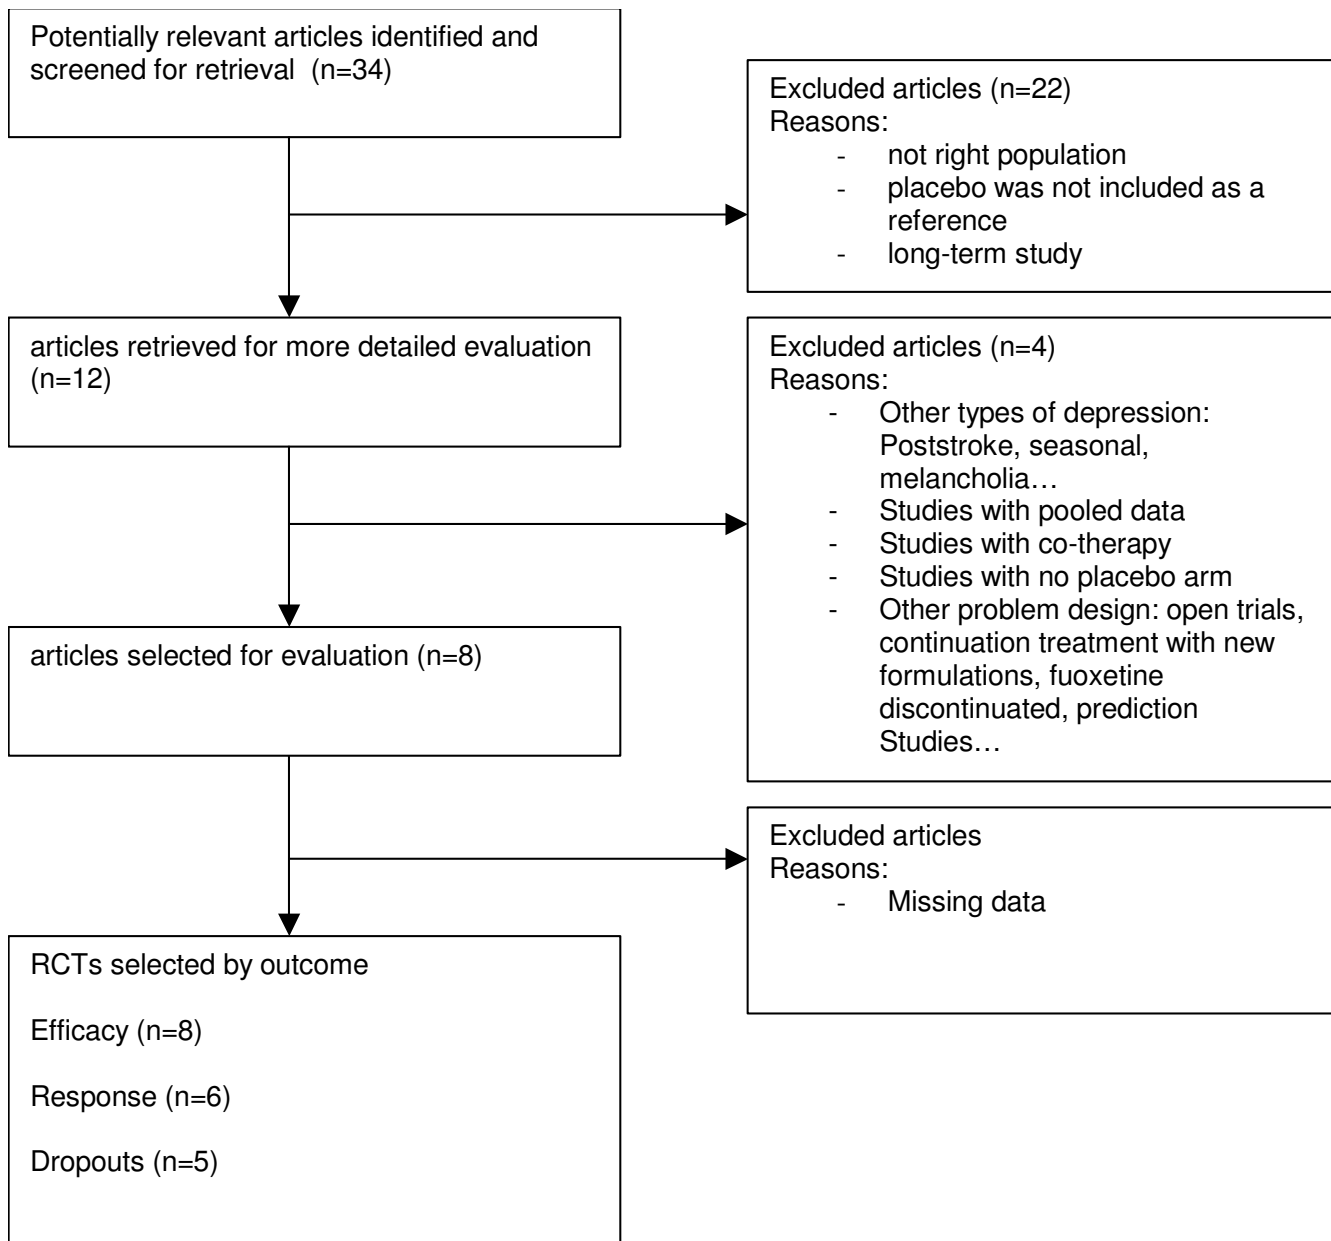 Potentially relevant articles identified and
screened for retrieval  (n=34)
Excluded articles (n=22)
Reasons:
- not right population
- placebo was not included as a
reference
- long-term study
articles retrieved for more detailed evaluation
(n=12)
Excluded articles (n=4)
Reasons:
- Other types of depression:
Poststroke, seasonal,
melancholia…
- Studies with pooled data
- Studies with co-therapy
- Studies with no placebo arm
- Other problem design: open trials,
continuation treatment with new
formulations, fuoxetine
discontinuated, prediction
Studies…
articles selected for evaluation (n=8)
Excluded articles
Reasons:
- Missing data
RCTs selected by outcome
Efficacy (n=8)
Response (n=6)
Dropouts (n=5)